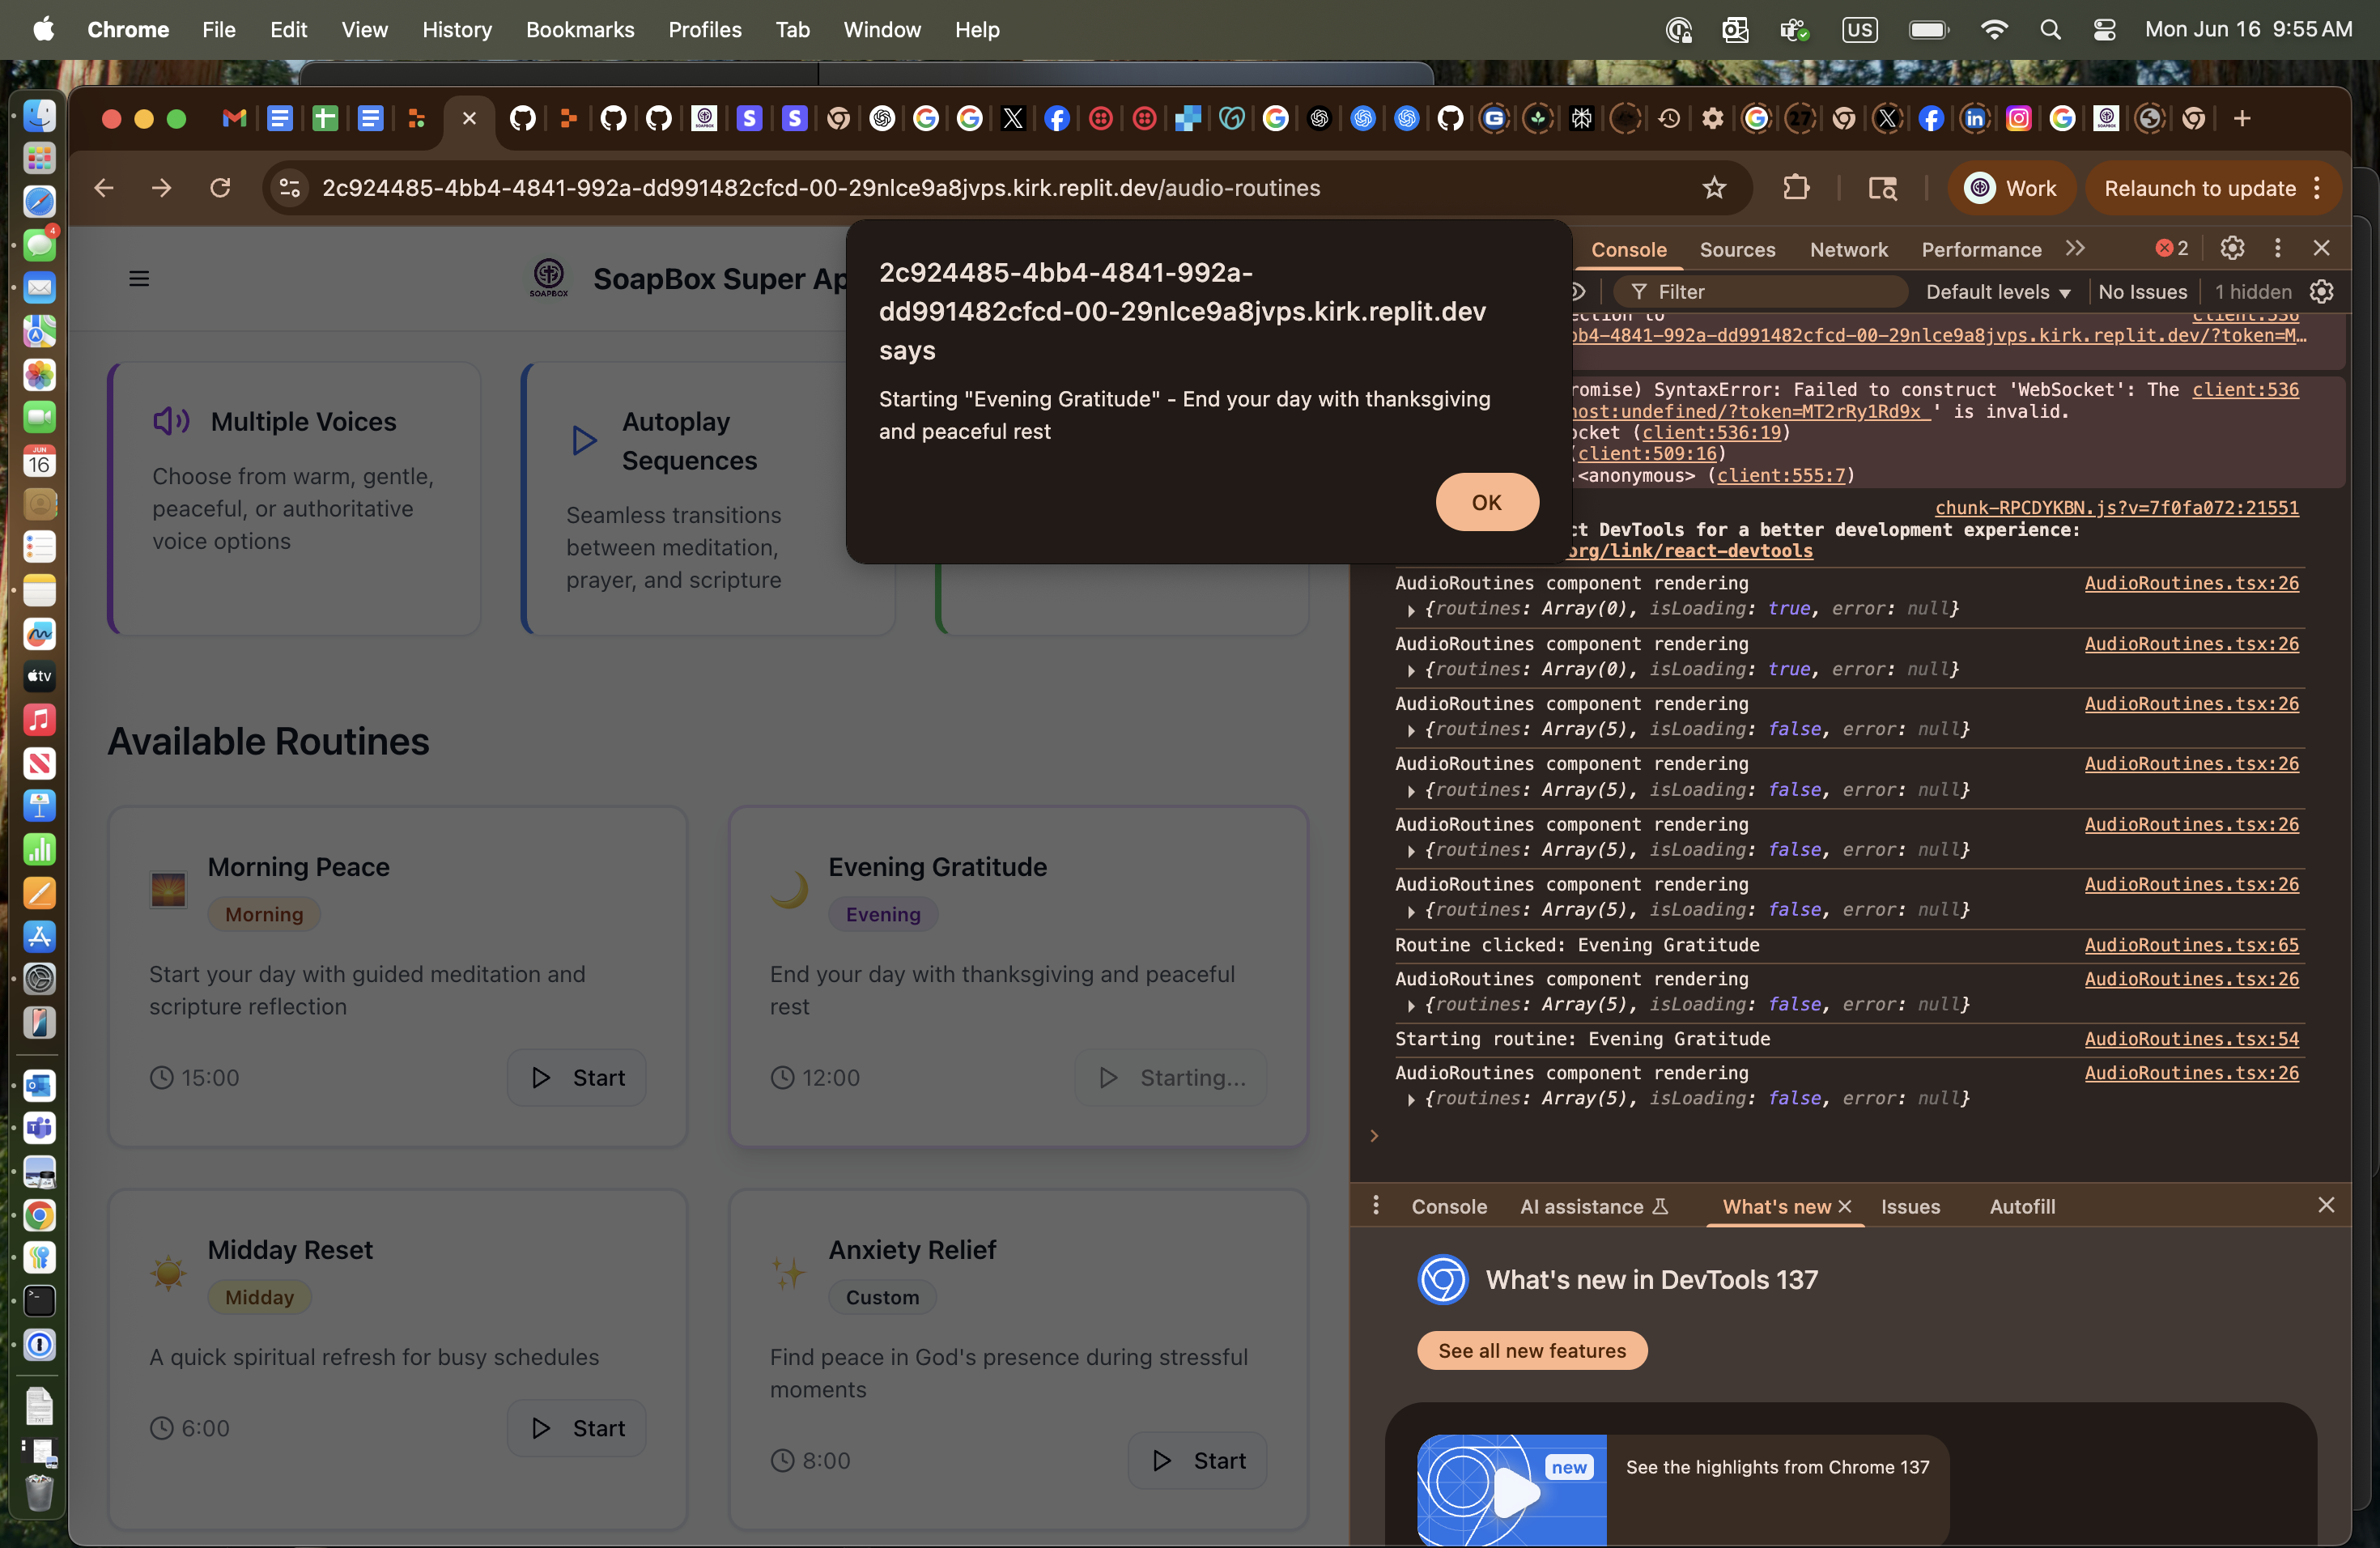 Chrome File Edit View History Bookmarks Profiles Tab Window Help
US Mon Jun 16 9:55 AM
2c924485-4bb4-4841-992a-dd991482cfcd-00-29nlce9a8jvps.kirk.replit.dev/audio-routines
Work
Relaunch to update
SOAPBOX
SoapBox Super Ap
Multiple Voices
Choose from warm, gentle,
peaceful, or authoritative
voice options
Autoplay
Sequences
Seamless transitions
between meditation,
prayer, and scripture
2c924485-4bb4-4841-992a-
dd991482cfcd-00-29nlce9a8jvps.kirk.replit.dev
says
Starting "Evening Gratitude" - End your day with thanksgiving
and peaceful rest
OK
Available Routines
Morning Peace
Morning
Start your day with guided meditation and
scripture reflection
15:00
Start
Evening Gratitude
Evening
End your day with thanksgiving and peaceful
rest
12:00
Starting...
Midday Reset
Midday
A quick spiritual refresh for busy schedules
6:00
Start
Anxiety Relief
Custom
Find peace in God's presence during stressful
moments
8:00
Start
Console Sources Network Performance 2
Filter Default levels No Issues 1 hidden
ection to client:536
bb4-4841-992a-dd991482cfcd-00-29nlce9a8jvps.kirk.replit.dev/?token=M…
romise) SyntaxError: Failed to construct 'WebSocket': The client:536
host:undefined/?token=MT2rRy1Rd9x_' is invalid.
ocket (client:536:19)
(client:509:16)
.<anonymous> (client:555:7)
chunk-RPCDYKBN.js?v=7f0fa072:21551
ct DevTools for a better development experience:
org/link/react-devtools
AudioRoutines component rendering AudioRoutines.tsx:26
{routines: Array(0), isLoading: true, error: null}
AudioRoutines component rendering AudioRoutines.tsx:26
{routines: Array(0), isLoading: true, error: null}
AudioRoutines component rendering AudioRoutines.tsx:26
{routines: Array(5), isLoading: false, error: null}
AudioRoutines component rendering AudioRoutines.tsx:26
{routines: Array(5), isLoading: false, error: null}
AudioRoutines component rendering AudioRoutines.tsx:26
{routines: Array(5), isLoading: false, error: null}
AudioRoutines component rendering AudioRoutines.tsx:26
{routines: Array(5), isLoading: false, error: null}
Routine clicked: Evening Gratitude AudioRoutines.tsx:65
AudioRoutines component rendering AudioRoutines.tsx:26
{routines: Array(5), isLoading: false, error: null}
Starting routine: Evening Gratitude AudioRoutines.tsx:54
AudioRoutines component rendering AudioRoutines.tsx:26
{routines: Array(5), isLoading: false, error: null}
Console AI assistance What's new Issues Autofill
What's new in DevTools 137
See all new features
new
See the highlights from Chrome 137
4
JUN
16
tv